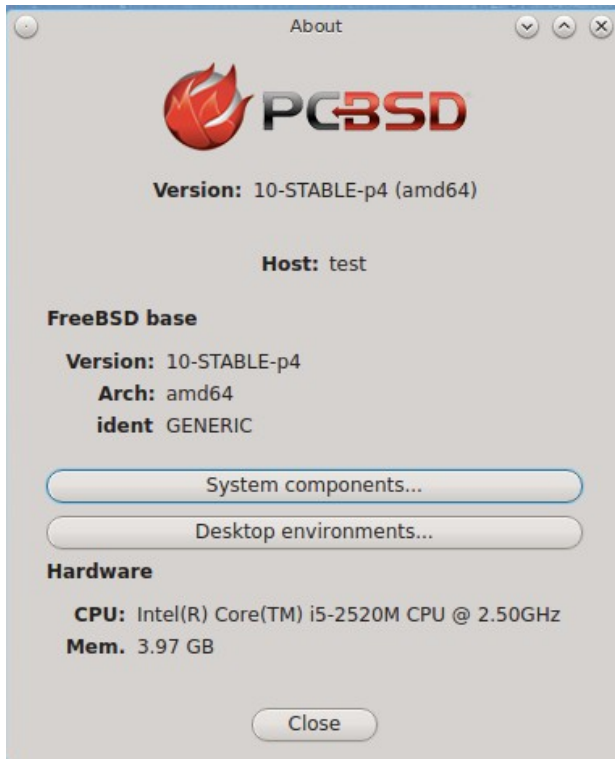 About
PCBSD
Version: 10-STABLE-p4 (amd64)
Host: test
FreeBSD base
Version: 10-STABLE-p4
Arch: amd64
ident GENERIC
System components...
Desktop environments...
Hardware
CPU: Intel(R) Core(TM) i5-2520M CPU @ 2.50GHz
Mem. 3.97 GB
Close